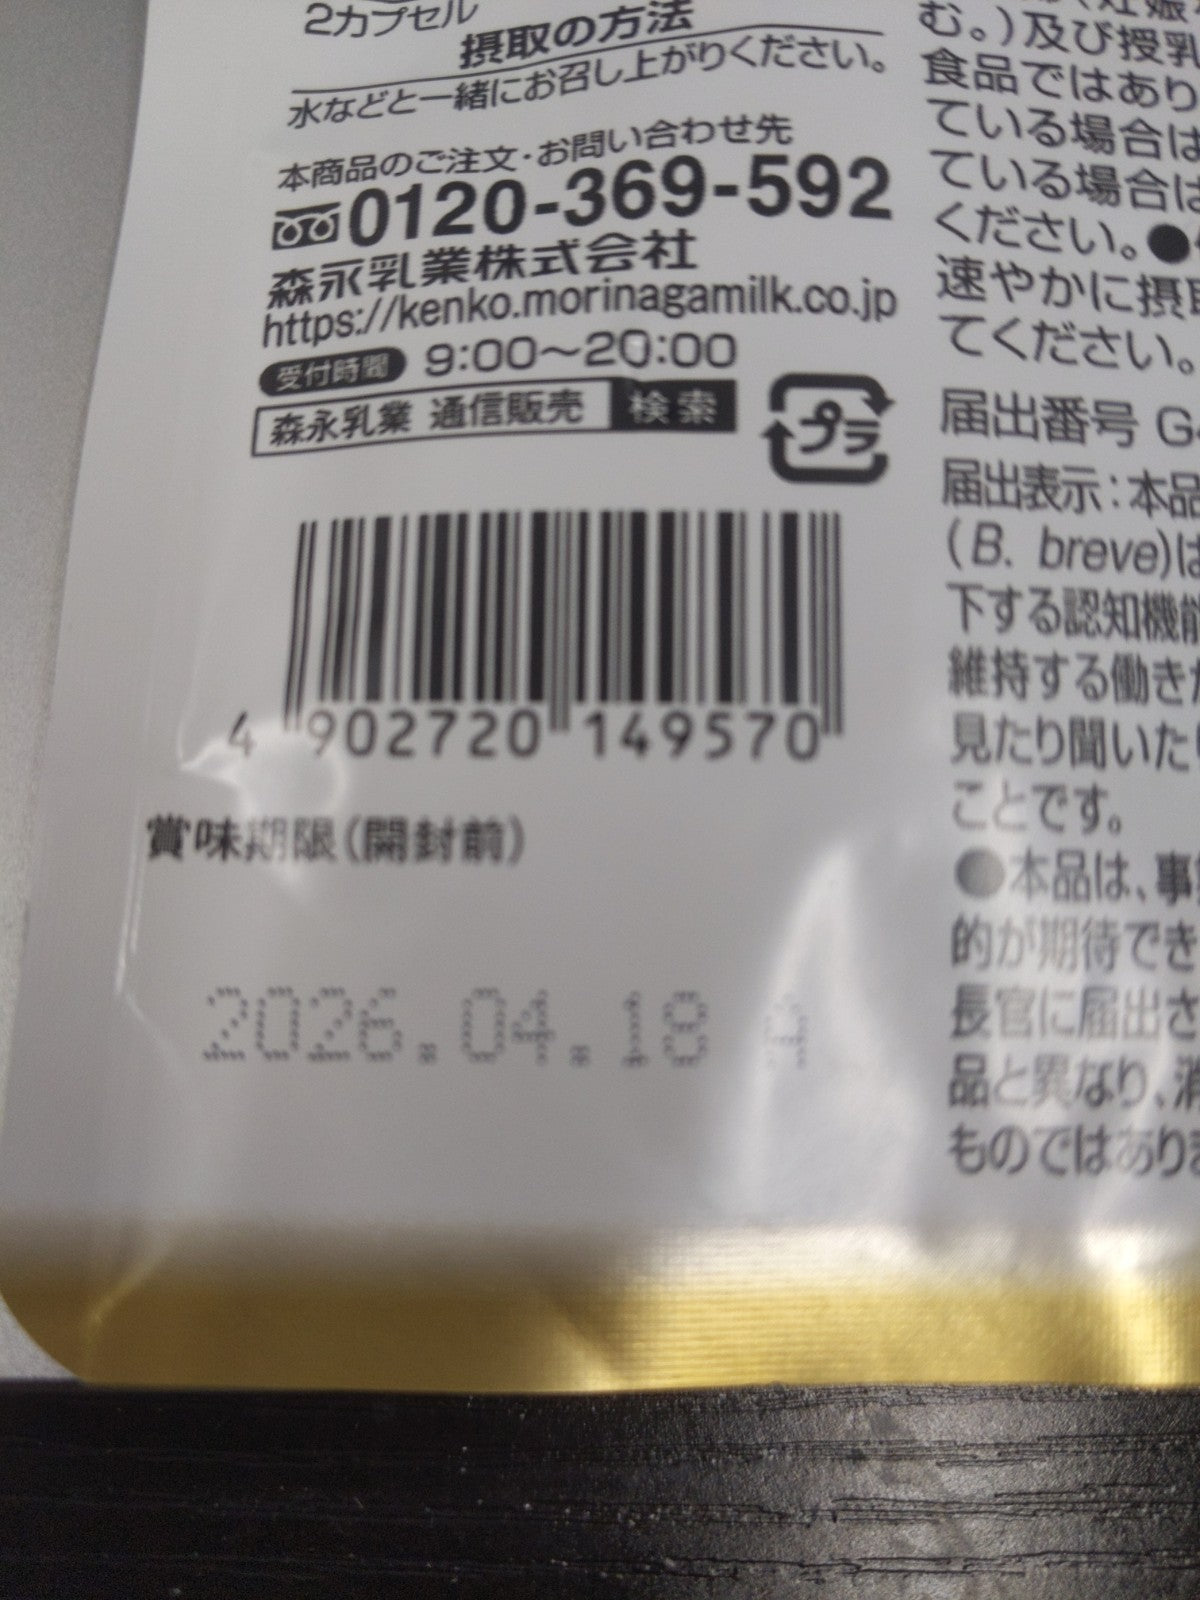 2カプセル
摂取の方法
水などと一緒にお召し上がりください。
本商品のご注文・お問い合わせ先
0120-369-592
森永乳業株式会社
https://kenko.morinagamilk.co.jp
受付時間 9:00〜20:00
森永乳業 通信販売 検索
プラ
4 902720 149570
賞味期限(開封前)
2026.04.18
む。)及び授乳
食品ではあり
ている場合は
ている場合は
ください。●
速やかに摂取
てください。
届出番号 G
届出表示:本品
(B. breve)は
下する認知機能
維持する働きが
見たり聞いたり
ことです。
●本品は、事
的が期待でき
長官に届出さ
品と異なり、消
ものではありま